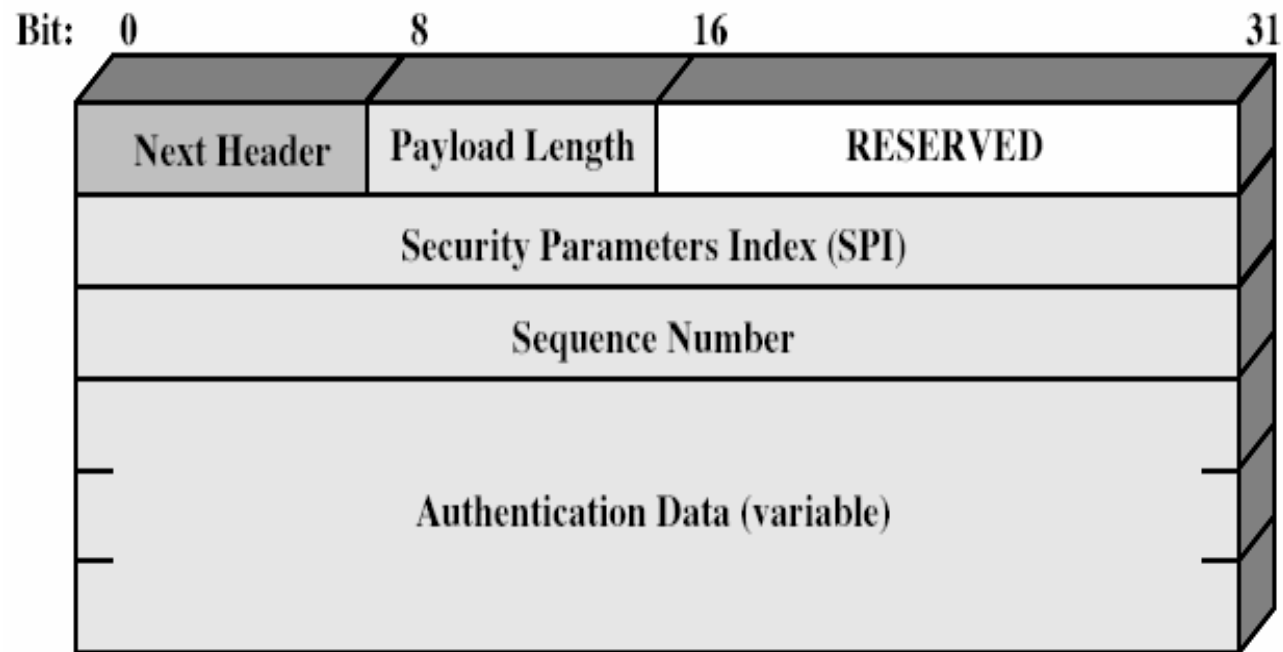 Bit: 0 8 16 31
Next Header Payload Length RESERVED
Security Parameters Index (SPI)
Sequence Number
Authentication Data (variable)